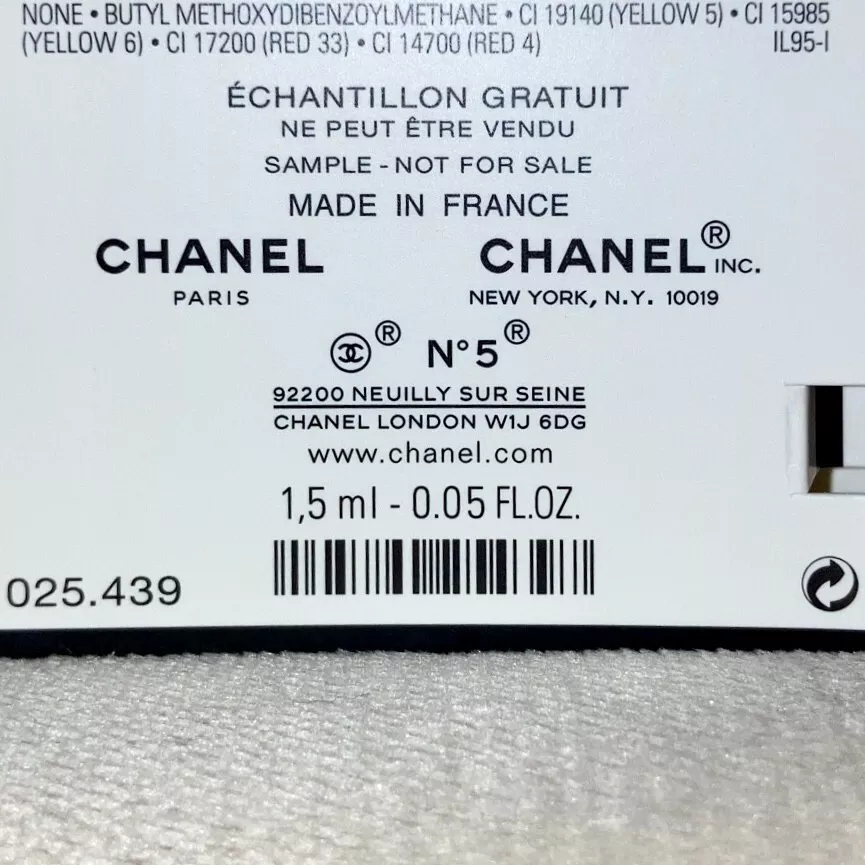 NONE • BUTYL METHOXYDIBENZOYLMETHANE • CI 19140 (YELLOW 5) • CI 15985
(YELLOW 6) • CI 17200 (RED 33) • CI 14700 (RED 4) IL95-I
ÉCHANTILLON GRATUIT
NE PEUT ÊTRE VENDU
SAMPLE - NOT FOR SALE
MADE IN FRANCE
CHANEL CHANEL® INC.
PARIS NEW YORK, N.Y. 10019
® N°5®
92200 NEUILLY SUR SEINE
CHANEL LONDON W1J 6DG
www.chanel.com
1,5 ml - 0.05 FL.OZ.
025.439